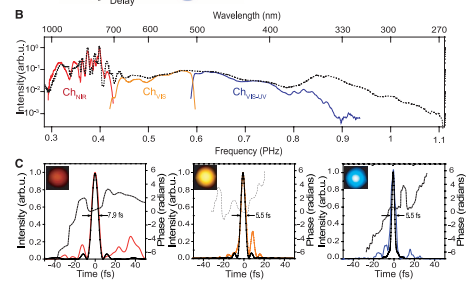 Delay
B
Wavelength (nm)
1000 700 600 500 400 330 300 270
Intensity(arb.u.)
10⁰
10⁻¹
10⁻²
10⁻³
Ch_NIR Ch_VIS. Ch_VIS-UV
0.3 0.4 0.5 0.6 0.7 0.8 0.9 1 1.1
Frequency (PHz)
C
Intensity (arb.u.)
1.0
0.8
0.6
0.4
0.2
0.0
7.9 fs
6
4
2
0
-2
-4
-6
Phase (radians)
-40 -20 0 20 40
Time (fs)
Intensity (arb.u.)
1.0
0.8
0.6
0.4
0.2
0.0
5.5 fs
6
4
2
0
-2
-4
-6
Phase (radians)
-40 -20 0 20 40
Time (fs)
Intensity (arb.u.)
1.0
0.8
0.6
0.4
0.2
0.0
5.5 fs
6
4
2
0
-2
-4
-6
Phase (radians)
-40 -20 0 20 40
Time (fs)